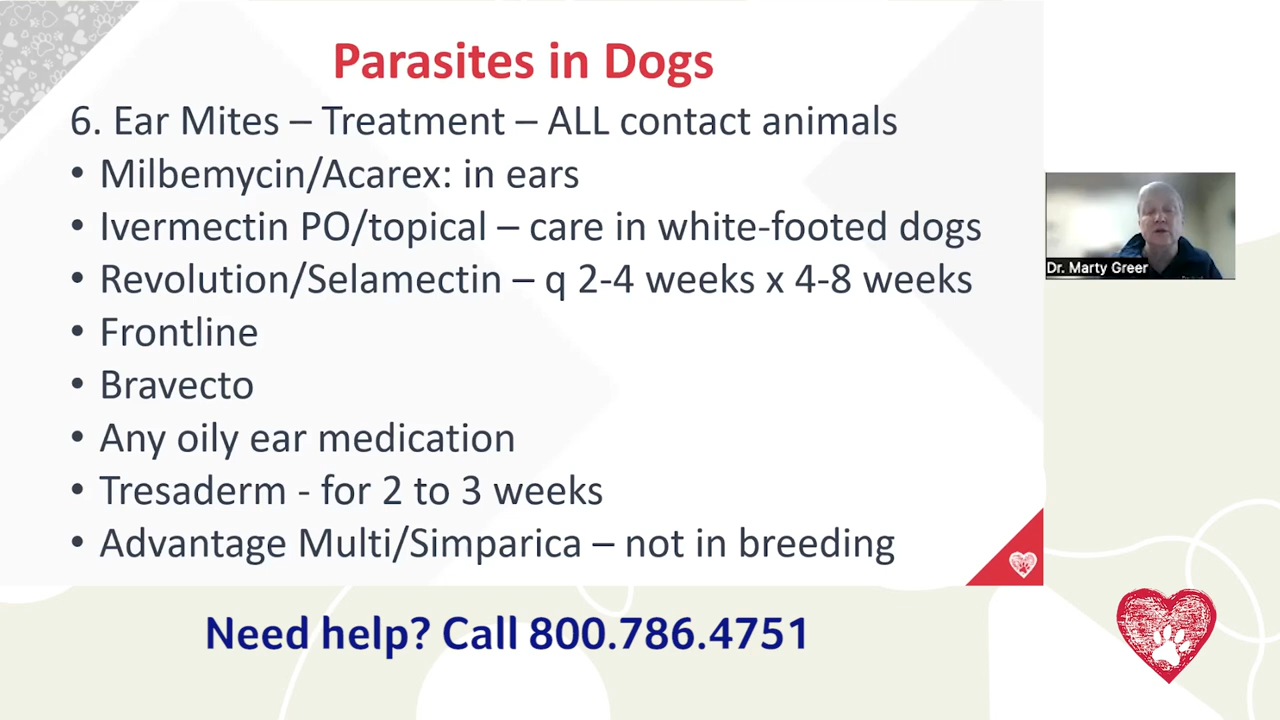 Parasites in Dogs
6. Ear Mites – Treatment – ALL contact animals
• Milbemycin/Acarex: in ears
• Ivermectin PO/topical – care in white-footed dogs
• Revolution/Selamectin – q 2-4 weeks x 4-8 weeks
• Frontline
• Bravecto
• Any oily ear medication
• Tresaderm - for 2 to 3 weeks
• Advantage Multi/Simparica – not in breeding
Dr. Marty Greer
Need help? Call 800.786.4751